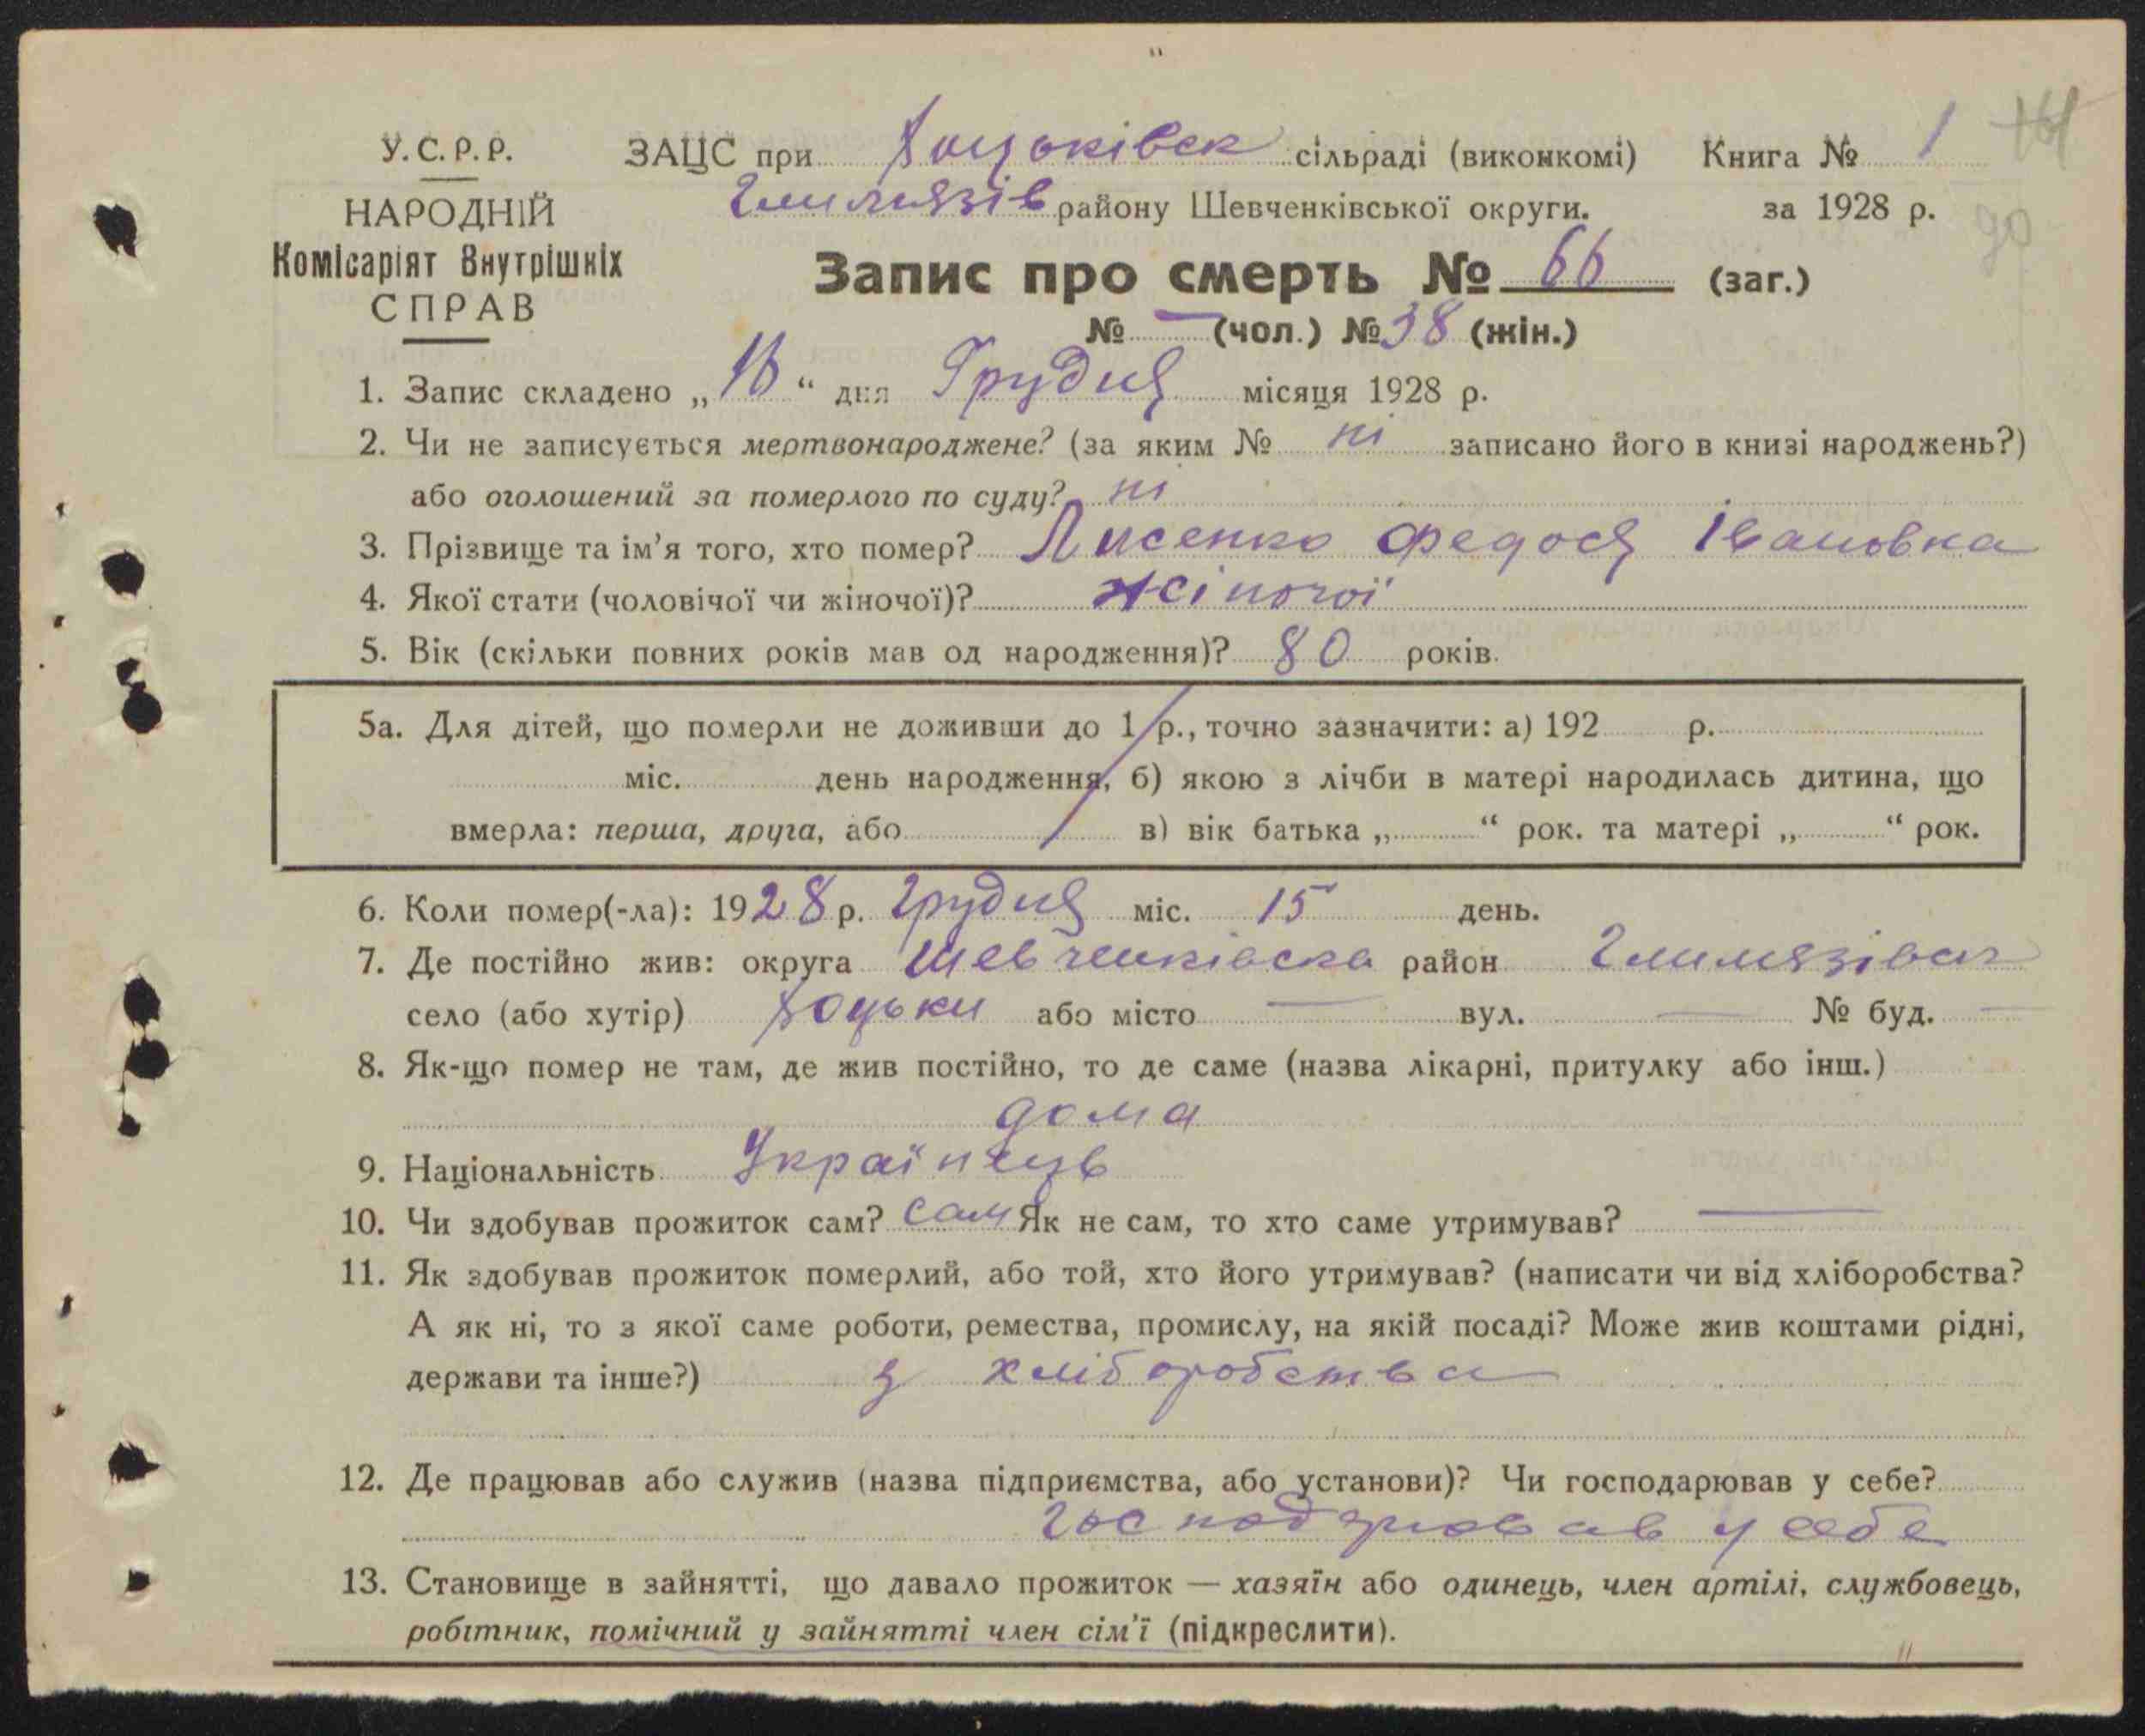 У.С.Р.Р.
НАРОДНІЙ
Комісаріят Внутрішніх
СПРАВ
ЗАЦС при Хоцьківск сільраді (виконкомі) Книга № 1
Гильмязів району Шевченківської округи. за 1928 р.
90
Запис про смерть № 66 (заг.)
№ — (чол.) № 38 (жін.)
1. Запис складено „16“ дня Грудня місяця 1928 р.
2. Чи не записується мертвонароджене? (за яким № ні записано його в книзі народжень?)
або оголошений за померлого по суду? ні
3. Прізвище та ім’я того, хто помер? Лисенко Федося Івановна
4. Якої стати (чоловічої чи жіночої)? жіночої
5. Вік (скільки повних років мав од народження)? 80 років.
5а. Для дітей, що померли не доживши до 1 р., точно зазначити: а) 192 р.
міс. день народження, б) якою з лічби в матері народилась дитина, що
вмерла: перша, друга, або в) вік батька „ “ рок. та матері „ “ рок.
6. Коли помер(-ла): 1928 р. Грудня міс. 15 день.
7. Де постійно жив: округа Шевченківска район Гимлязівск
село (або хутір) Хоцьки або місто — вул. — № буд. —
8. Як-що помер не там, де жив постійно, то де саме (назва лікарні, притулку або інш.)
дома
9. Національність Українець
10. Чи здобував прожиток сам? сам Як не сам, то хто саме утримував? —
11. Як здобував прожиток померлий, або той, хто його утримував? (написати чи від хліборобства?
А як ні, то з якої саме роботи, ремества, промислу, на якій посаді? Може жив коштами рідні,
держави та інше?) з хліборобства
12. Де працював або служив (назва підприємства, або установи)? Чи господарював у себе?
господарював у себе
13. Становище в зайнятті, що давало прожиток — хазяїн або одинець, член артілі, службовець,
робітник, помічний у зайнятті член сім’ї (підкреслити).